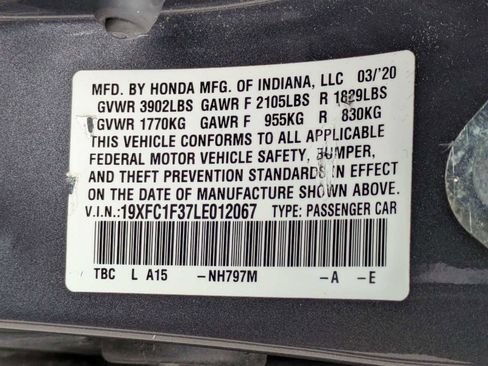 MFD. BY HONDA MFG. OF INDIANA, LLC 03/'20
GVWR 3902LBS GAWR F 2105LBS R 1829LBS
GVWR 1770KG GAWR F 955KG R 830KG
THIS VEHICLE CONFORMS TO ALL APPLICABLE
FEDERAL MOTOR VEHICLE SAFETY, BUMPER,
AND THEFT PREVENTION STANDARDS IN EFFECT
ON THE DATE OF MANUFACTURE SHOWN ABOVE.
V.I.N.:19XFC1F37LE012067 TYPE: PASSENGER CAR
TBC L A15 -NH797M -A -E